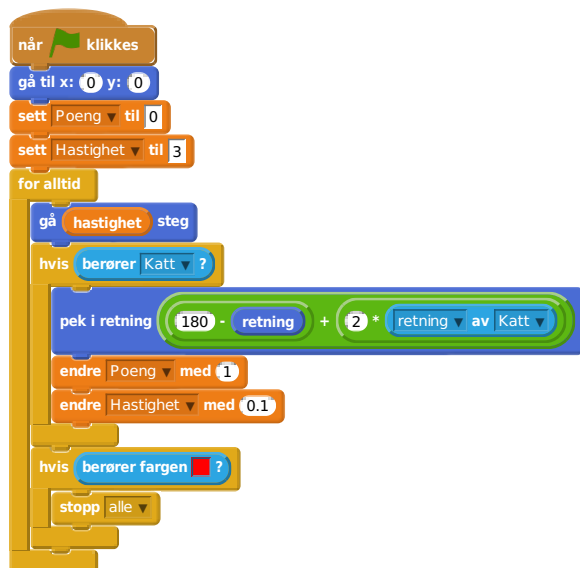 når klikkes
gå til x: 0 y: 0
sett Poeng til 0
sett Hastighet til 3
for alltid
gå hastighet steg
hvis berører Katt ?
pek i retning 180 - retning + 2 * retning av Katt
endre Poeng med 1
endre Hastighet med 0.1
hvis berører fargen ?
stopp alle